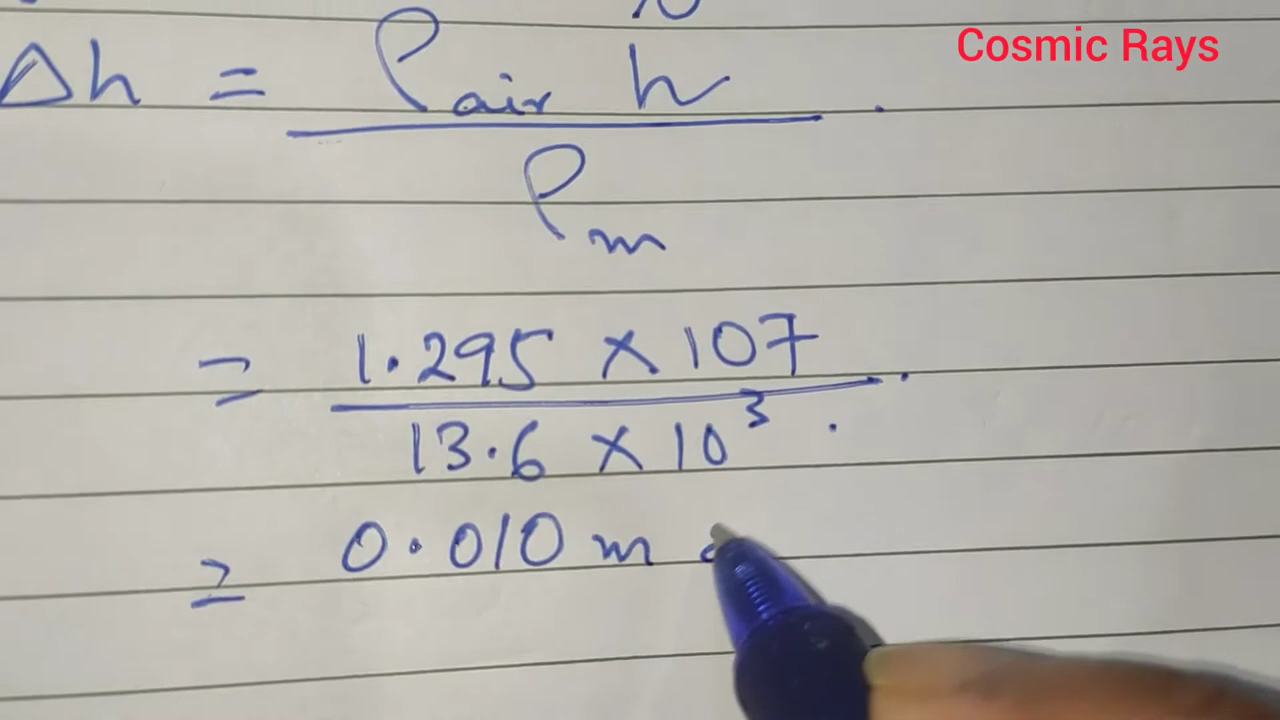 Cosmic Rays
Δh = ρair h
ρm
= 1.295 × 107
13.6 × 10³
= 0.010 m